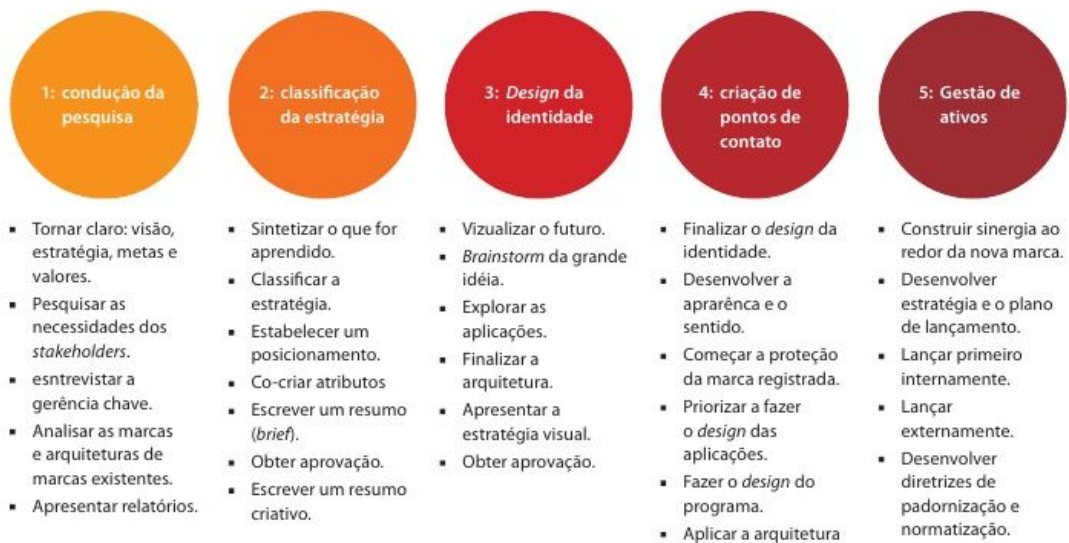 1: condução da
pesquisa
2: classificação
da estratégia
3: Design da
identidade
4: criação de
pontos de
contato
5: Gestão de
ativos
▪ Tornar claro: visão,
estratégia, metas e
valores.
▪ Pesquisar as
necessidades dos
stakeholders.
▪ esntrevistar a
gerência chave.
▪ Analisar as marcas
e arquiteturas de
marcas existentes.
▪ Apresentar relatórios.
▪ Sintetizar o que for
aprendido.
▪ Classificar a
estratégia.
▪ Estabelecer um
posicionamento.
▪ Co-criar atributos
▪ Escrever um resumo
(brief).
▪ Obter aprovação.
▪ Escrever um resumo
criativo.
▪ Vizualizar o futuro.
▪ Brainstorm da grande
idéia.
▪ Explorar as
aplicações.
▪ Finalizar a
arquitetura.
▪ Apresentar a
estratégia visual.
▪ Obter aprovação.
▪ Finalizar o design da
identidade.
▪ Desenvolver a
aprarênca e o
sentido.
▪ Começar a proteção
da marca registrada.
▪ Priorizar a fazer
o design das
aplicações.
▪ Fazer o design do
programa.
▪ Aplicar a arquitetura
▪ Construir sinergia ao
redor da nova marca.
▪ Desenvolver
estratégia e o plano
de lançamento.
▪ Lançar primeiro
internamente.
▪ Lançar
externamente.
▪ Desenvolver
diretrizes de
padornização e
normatização.